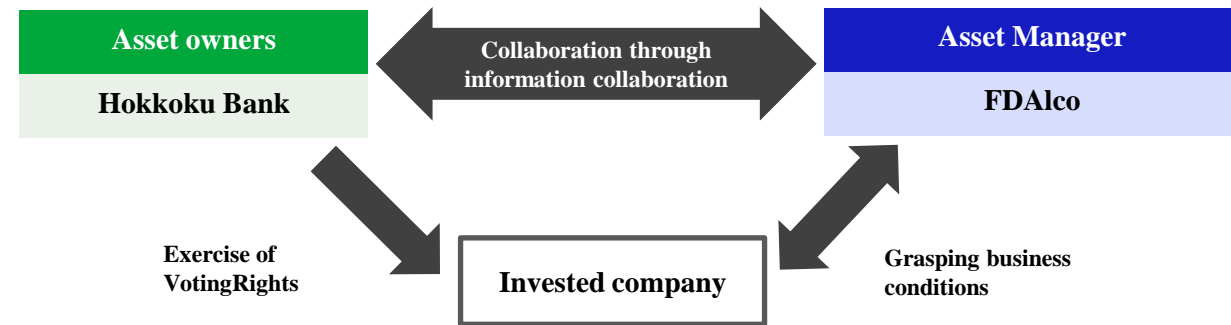 Asset owners
Hokkoku Bank
Collaboration through
information collaboration
Asset Manager
FDAlco
Exercise of
VotingRights
Invested company
Grasping business
conditions